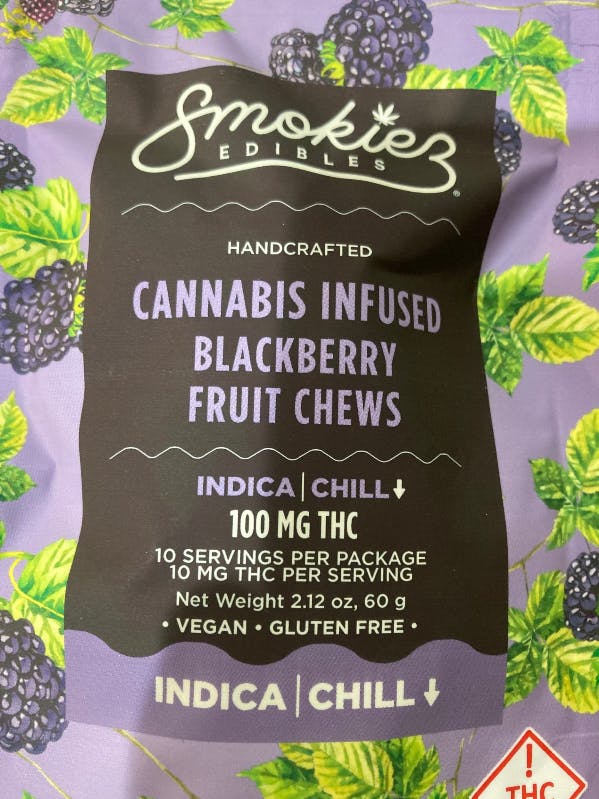 Smokiez
EDIBLES
®
HANDCRAFTED
CANNABIS INFUSED
BLACKBERRY
FRUIT CHEWS
INDICA | CHILL ↓
100 MG THC
10 SERVINGS PER PACKAGE
10 MG THC PER SERVING
Net Weight 2.12 oz, 60 g
• VEGAN • GLUTEN FREE •
INDICA | CHILL ↓
!
THC